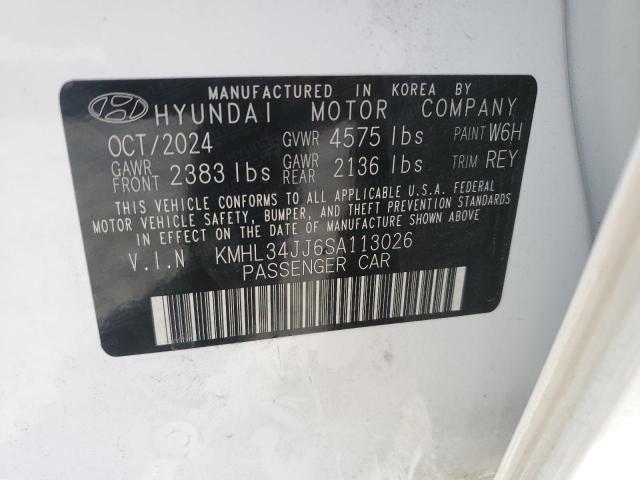 MANUFACTURED IN KOREA BY
HYUNDAI MOTOR COMPANY
OCT/2024 GVWR 4575 lbs PAINT W6H
GAWR FRONT 2383 lbs GAWR REAR 2136 lbs TRIM REY
THIS VEHICLE CONFORMS TO ALL APPLICABLE U.S.A. FEDERAL
MOTOR VEHICLE SAFETY, BUMPER, AND THEFT PREVENTION STANDARDS
IN EFFECT ON THE DATE OF MANUFACTURE SHOWN ABOVE.
V.I.N KMHL34JJ6SA113026
PASSENGER CAR